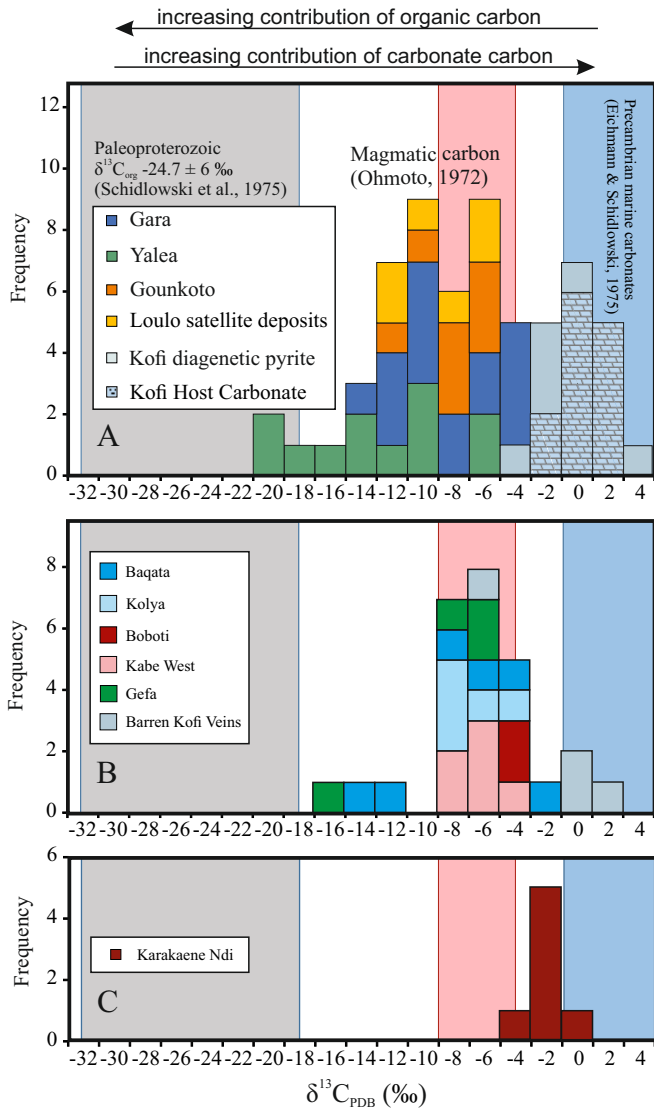 increasing contribution of organic carbon
increasing contribution of carbonate carbon
Frequency
12
10
8
6
4
2
0
Paleoproterozoic
δ¹³C_org -24.7 ± 6 ‰
(Schidlowski et al., 1975)
Magmatic carbon
(Ohmoto, 1972)
Precambrian marine carbonates
(Eichmann & Schidlowski, 1975)
Gara
Yalea
Gounkoto
Loulo satellite deposits
Kofi diagenetic pyrite
Kofi Host Carbonate
A
-32 -30 -28 -26 -24 -22 -20 -18 -16 -14 -12 -10 -8 -6 -4 -2 0 2 4
Frequency
8
6
4
2
0
Baqata
Kolya
Boboti
Kabe West
Gefa
Barren Kofi Veins
B
-32 -30 -28 -26 -24 -22 -20 -18 -16 -14 -12 -10 -8 -6 -4 -2 0 2 4
Frequency
6
4
2
0
Karakaene Ndi
C
-32 -30 -28 -26 -24 -22 -20 -18 -16 -14 -12 -10 -8 -6 -4 -2 0 2 4
δ¹³C_PDB (‰)